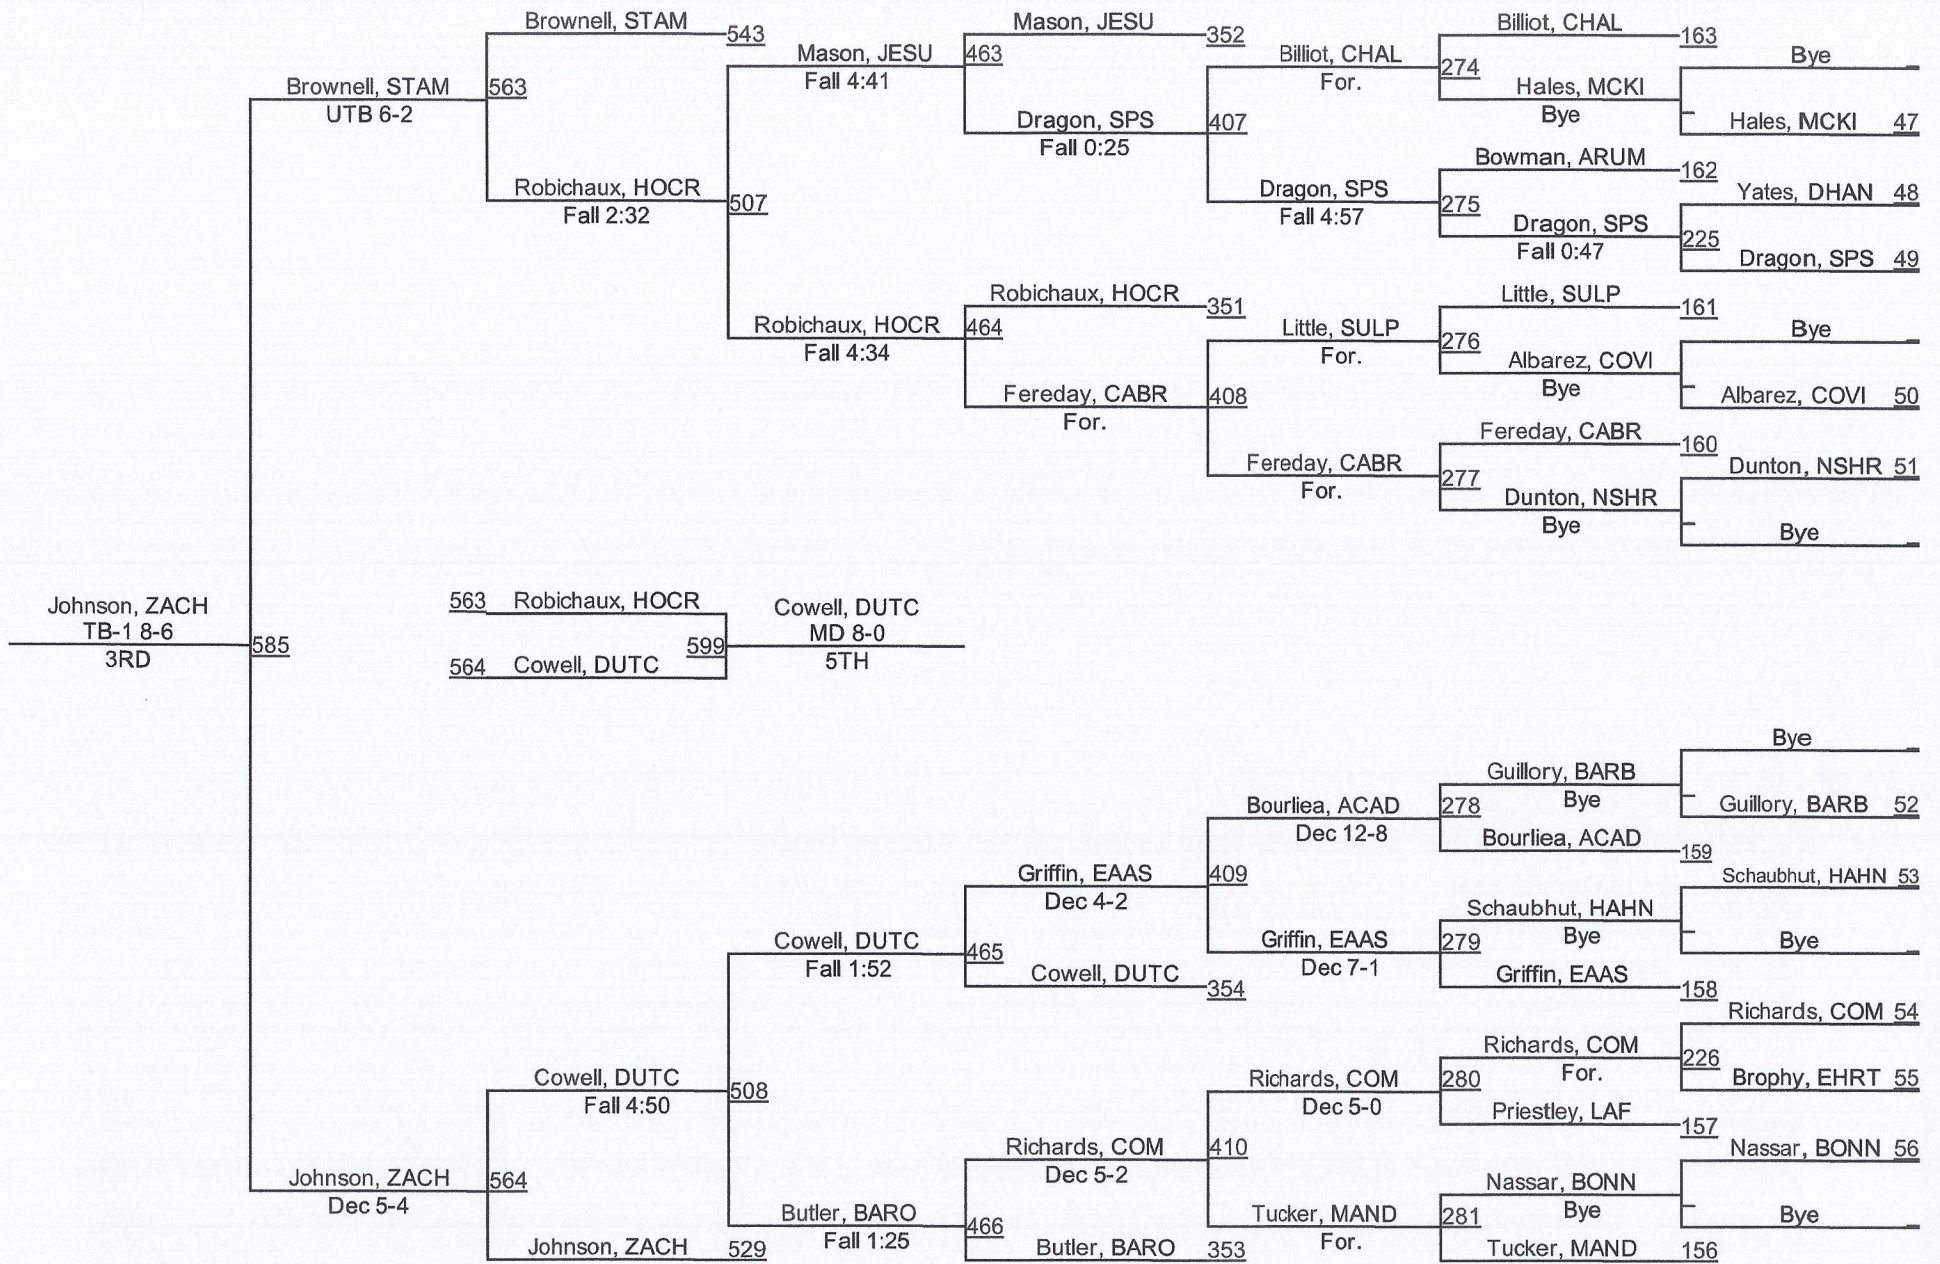 Brownell, STAM
543
Mason, JESU
352
Billiot, CHAL
163
Bye
Mason, JESU
Fall 4:41
463
Billiot, CHAL
For.
274
Hales, MCKI
Bye
Brownell, STAM
UTB 6-2
563
Dragon, SPS
Fall 0:25
407
Hales, MCKI 47
Bowman, ARUM
162
Robichaux, HOCR
Fall 2:32
507
Dragon, SPS
Fall 4:57
275
Yates, DHAN 48
Dragon, SPS
Fall 0:47
225
Dragon, SPS 49
Robichaux, HOCR
351
Little, SULP
161
Robichaux, HOCR
Fall 4:34
464
Little, SULP
For.
276
Bye
Albarez, COVI
Bye
Fereday, CABR
For.
408
Albarez, COVI 50
Fereday, CABR
160
Fereday, CABR
For.
277
Dunton, NSHR 51
Dunton, NSHR
Bye
Bye
Johnson, ZACH
TB-1 8-6
3RD
585
563 Robichaux, HOCR
599
564 Cowell, DUTC
Cowell, DUTC
MD 8-0
5TH
Bye
Guillory, BARB
Bye
Bourliea, ACAD
Dec 12-8
278
Guillory, BARB 52
Bourliea, ACAD
159
Griffin, EAAS
Dec 4-2
409
Schaubhut, HAHN 53
Schaubhut, HAHN
Bye
Cowell, DUTC
Fall 1:52
465
Griffin, EAAS
Dec 7-1
279
Bye
Cowell, DUTC
354
Griffin, EAAS
158
Richards, COM 54
Richards, COM
For.
226
Cowell, DUTC
Fall 4:50
508
Richards, COM
Dec 5-0
280
Brophy, EHRT 55
Priestley, LAF
157
Richards, COM
Dec 5-2
410
Nassar, BONN 56
Johnson, ZACH
Dec 5-4
564
Nassar, BONN
Bye
Butler, BARO
Fall 1:25
466
Tucker, MAND
For.
281
Bye
Johnson, ZACH 529
Butler, BARO 353
Tucker, MAND 156